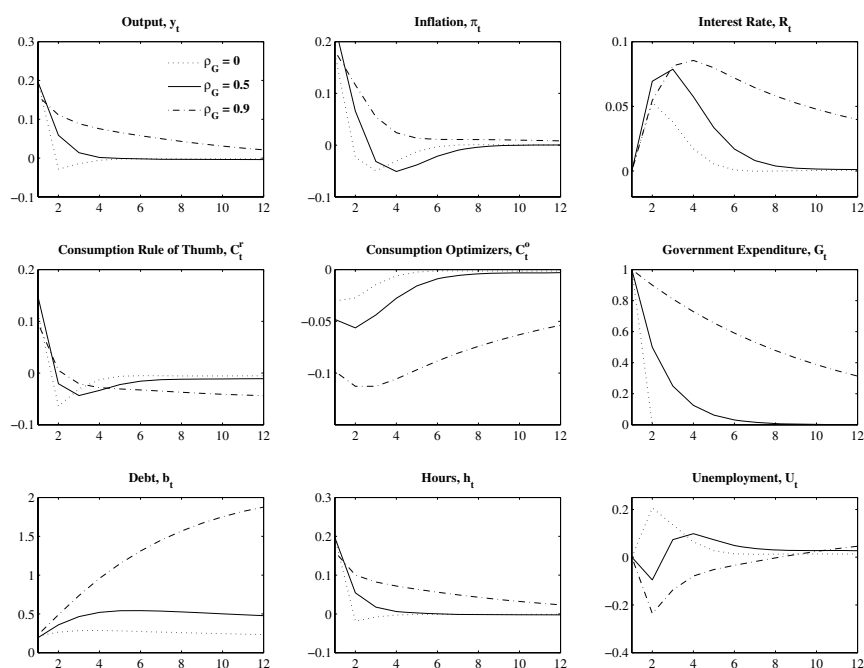 Output, y_t
Inflation, π_t
Interest Rate, R_t
0.2
0.1
0
−0.1
2 4 6 8 10 12
ρ_G = 0
ρ_G = 0.5
ρ_G = 0.9
0.2
0.1
0
−0.1
2 4 6 8 10 12
0.1
0.05
0
2 4 6 8 10 12
Consumption Rule of Thumb, C_t^r
Consumption Optimizers, C_t^o
Government Expenditure, G_t
0.2
0.1
0
−0.1
2 4 6 8 10 12
0
−0.05
−0.1
2 4 6 8 10 12
1
0.8
0.6
0.4
0.2
0
2 4 6 8 10 12
Debt, b_t
Hours, h_t
Unemployment, U_t
2
1.5
1
0.5
0
2 4 6 8 10 12
0.3
0.2
0.1
0
−0.1
2 4 6 8 10 12
0.2
0
−0.2
−0.4
2 4 6 8 10 12